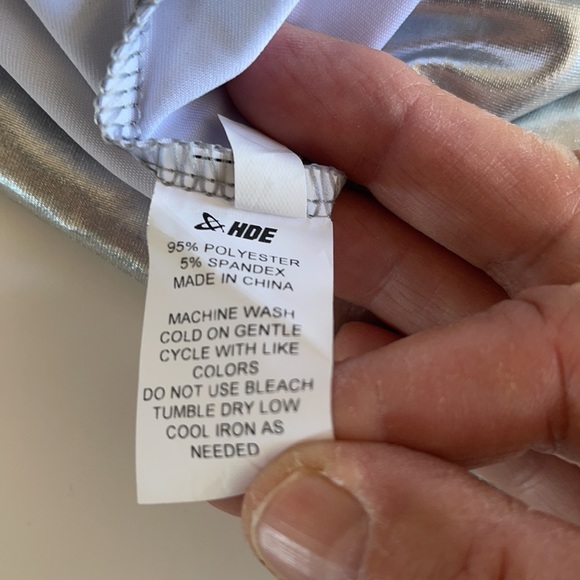 HDE
95% POLYESTER
5% SPANDEX
MADE IN CHINA
MACHINE WASH
COLD ON GENTLE
CYCLE WITH LIKE
COLORS
DO NOT USE BLEACH
TUMBLE DRY LOW
COOL IRON AS
NEEDED